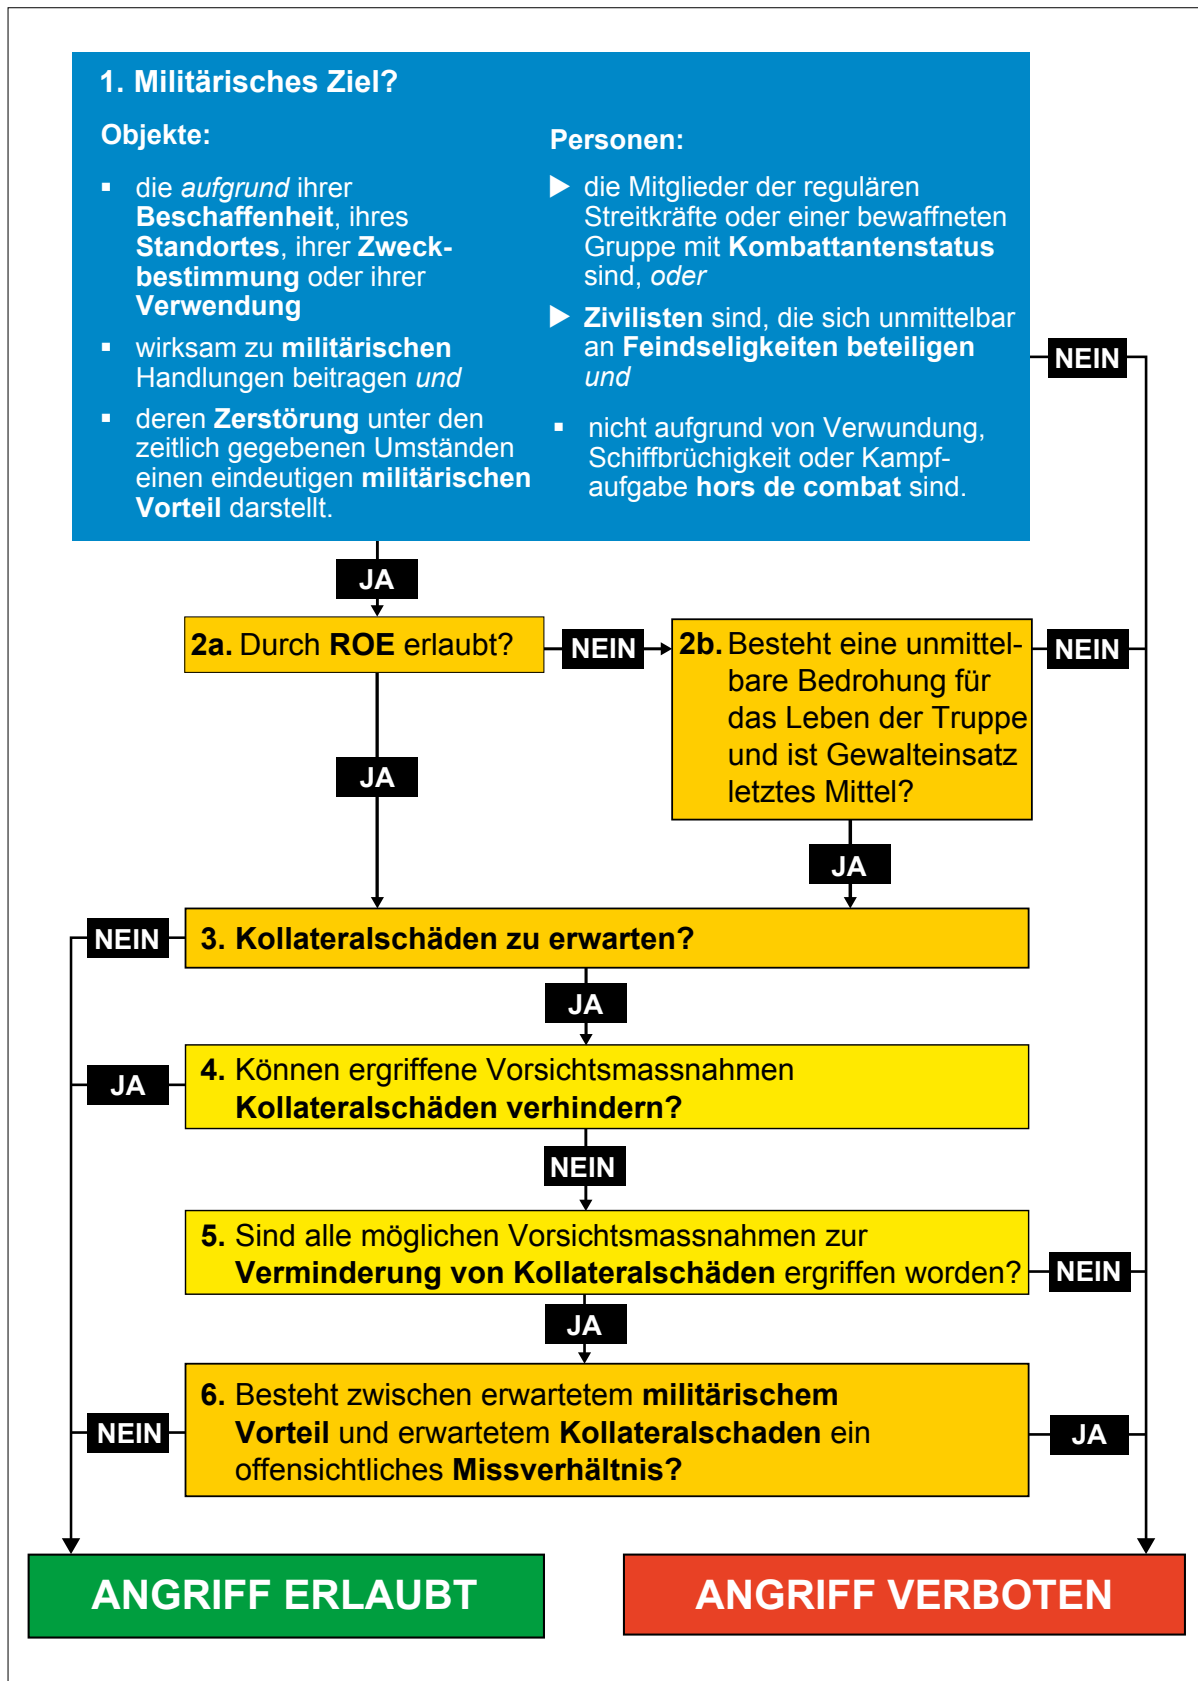 1. Militärisches Ziel?
Objekte:
▪ die aufgrund ihrer
Beschaffenheit, ihres
Standortes, ihrer Zweck-
bestimmung oder ihrer
Verwendung
▪ wirksam zu militärischen
Handlungen beitragen und
▪ deren Zerstörung unter den
zeitlich gegebenen Umständen
einen eindeutigen militärischen
Vorteil darstellt.
Personen:
▶ die Mitglieder der regulären
Streitkräfte oder einer bewaffneten
Gruppe mit Kombattantenstatus
sind, oder
▶ Zivilisten sind, die sich unmittelbar
an Feindseligkeiten beteiligen
und
▪ nicht aufgrund von Verwundung,
Schiffbrüchigkeit oder Kampf-
aufgabe hors de combat sind.
NEIN
JA
2a. Durch ROE erlaubt?
NEIN
2b. Besteht eine unmittel-
bare Bedrohung für
das Leben der Truppe
und ist Gewalteinsatz
letztes Mittel?
NEIN
JA
JA
NEIN
3. Kollateralschäden zu erwarten?
JA
JA
4. Können ergriffene Vorsichtsmassnahmen
Kollateralschäden verhindern?
NEIN
5. Sind alle möglichen Vorsichtsmassnahmen zur
Verminderung von Kollateralschäden ergriffen worden?
NEIN
JA
NEIN
6. Besteht zwischen erwartetem militärischem
Vorteil und erwartetem Kollateralschaden ein
offensichtliches Missverhältnis?
JA
ANGRIFF ERLAUBT
ANGRIFF VERBOTEN